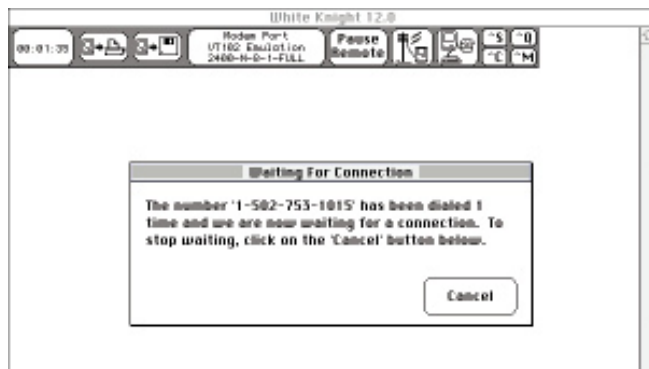 White Knight 12.0
00:01:39
Modem Port
VT102 Emulation
2400-N-8-1-FULL
Pause
Remote
^S ^Q
^C ^M
Waiting For Connection
The number '1-502-753-1015' has been dialed 1
time and we are now waiting for a connection. To
stop waiting, click on the 'Cancel' button below.
Cancel